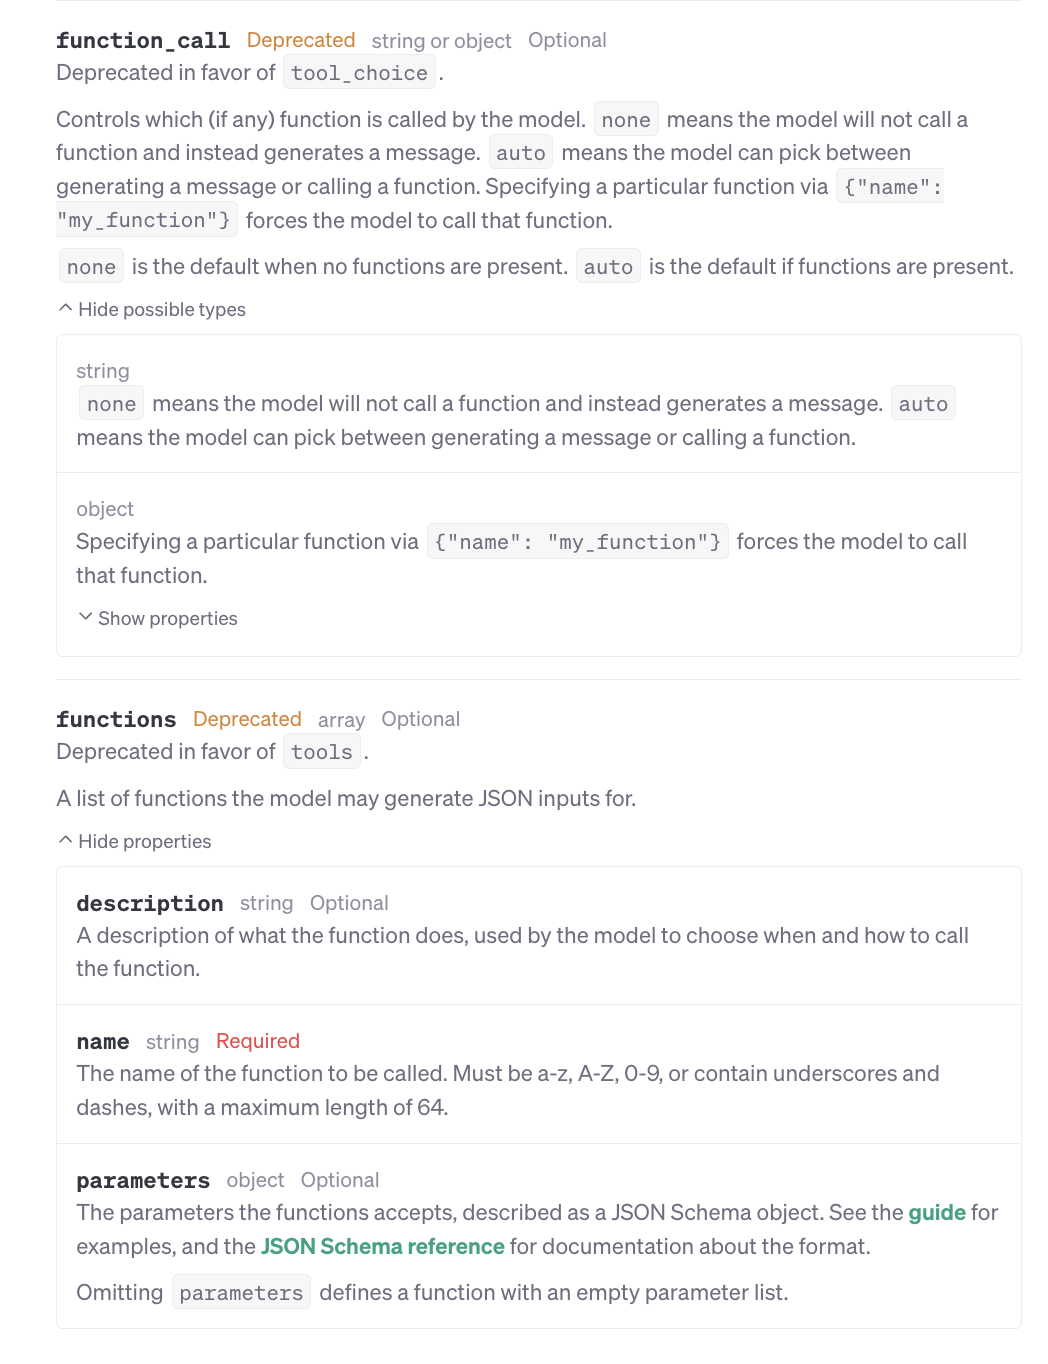 function_call Deprecated string or object Optional
Deprecated in favor of tool_choice .
Controls which (if any) function is called by the model. none means the model will not call a
function and instead generates a message. auto means the model can pick between
generating a message or calling a function. Specifying a particular function via {"name":
"my_function"} forces the model to call that function.
none is the default when no functions are present. auto is the default if functions are present.
Hide possible types
string
none means the model will not call a function and instead generates a message. auto
means the model can pick between generating a message or calling a function.
object
Specifying a particular function via {"name": "my_function"} forces the model to call
that function.
Show properties
functions Deprecated array Optional
Deprecated in favor of tools .
A list of functions the model may generate JSON inputs for.
Hide properties
description string Optional
A description of what the function does, used by the model to choose when and how to call
the function.
name string Required
The name of the function to be called. Must be a-z, A-Z, 0-9, or contain underscores and
dashes, with a maximum length of 64.
parameters object Optional
The parameters the functions accepts, described as a JSON Schema object. See the guide for
examples, and the JSON Schema reference for documentation about the format.
Omitting parameters defines a function with an empty parameter list.